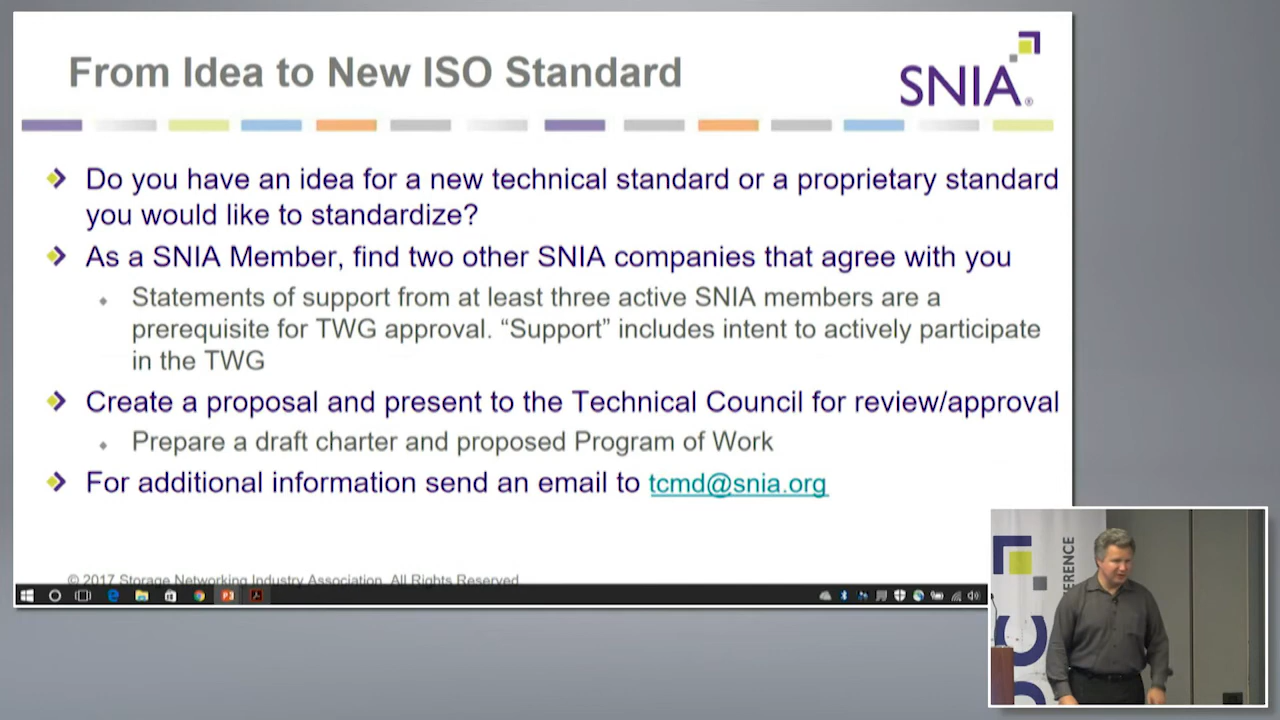 From Idea to New ISO Standard
SNIA®
Do you have an idea for a new technical standard or a proprietary standard
you would like to standardize?
As a SNIA Member, find two other SNIA companies that agree with you
Statements of support from at least three active SNIA members are a
prerequisite for TWG approval. “Support” includes intent to actively participate
in the TWG
Create a proposal and present to the Technical Council for review/approval
Prepare a draft charter and proposed Program of Work
For additional information send an email to tcmd@snia.org
© 2017 Storage Networking Industry Association. All Rights Reserved